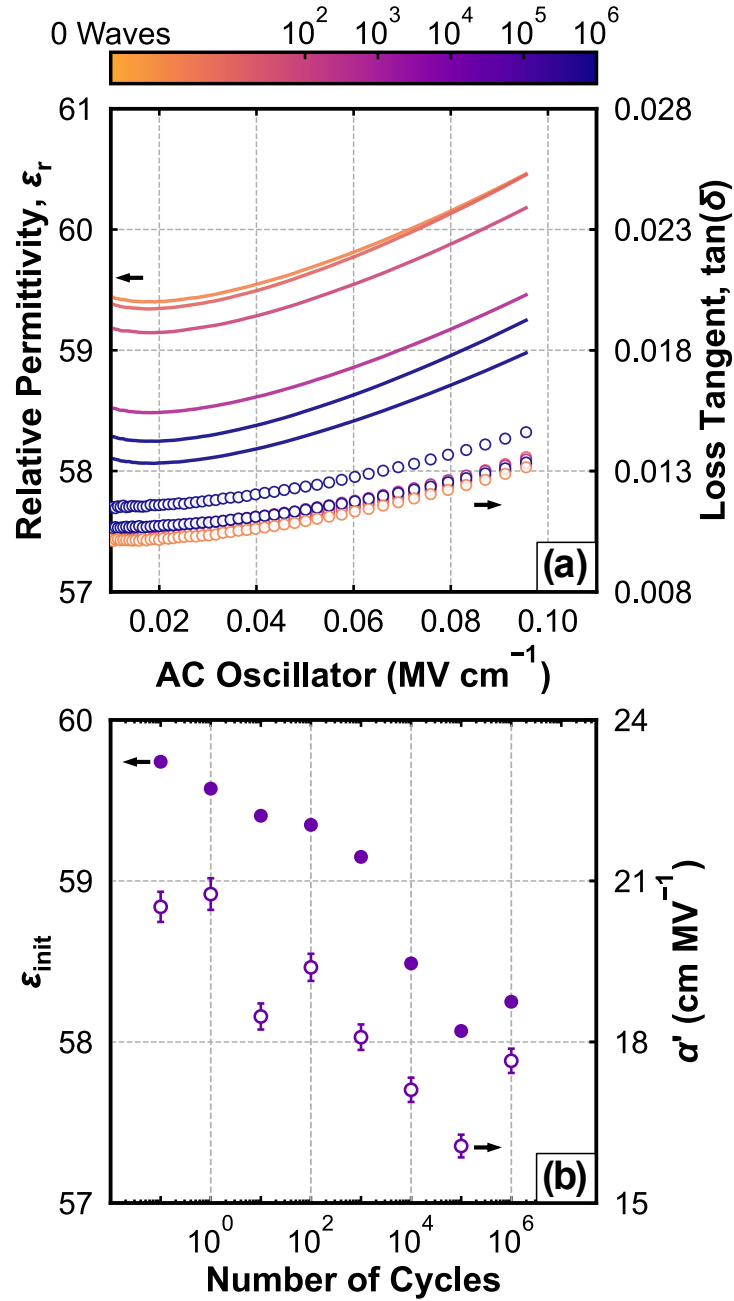 0 Waves 10² 10³ 10⁴ 10⁵ 10⁶
61 0.028
60 0.023
59 0.018
58 0.013
57 0.008
Relative Permittivity, εᵣ
Loss Tangent, tan(δ)
(a)
0.02 0.04 0.06 0.08 0.10
AC Oscillator (MV cm⁻¹)
60 24
59 21
58 18
57 15
ε_init
α' (cm MV⁻¹)
(b)
10⁰ 10² 10⁴ 10⁶
Number of Cycles